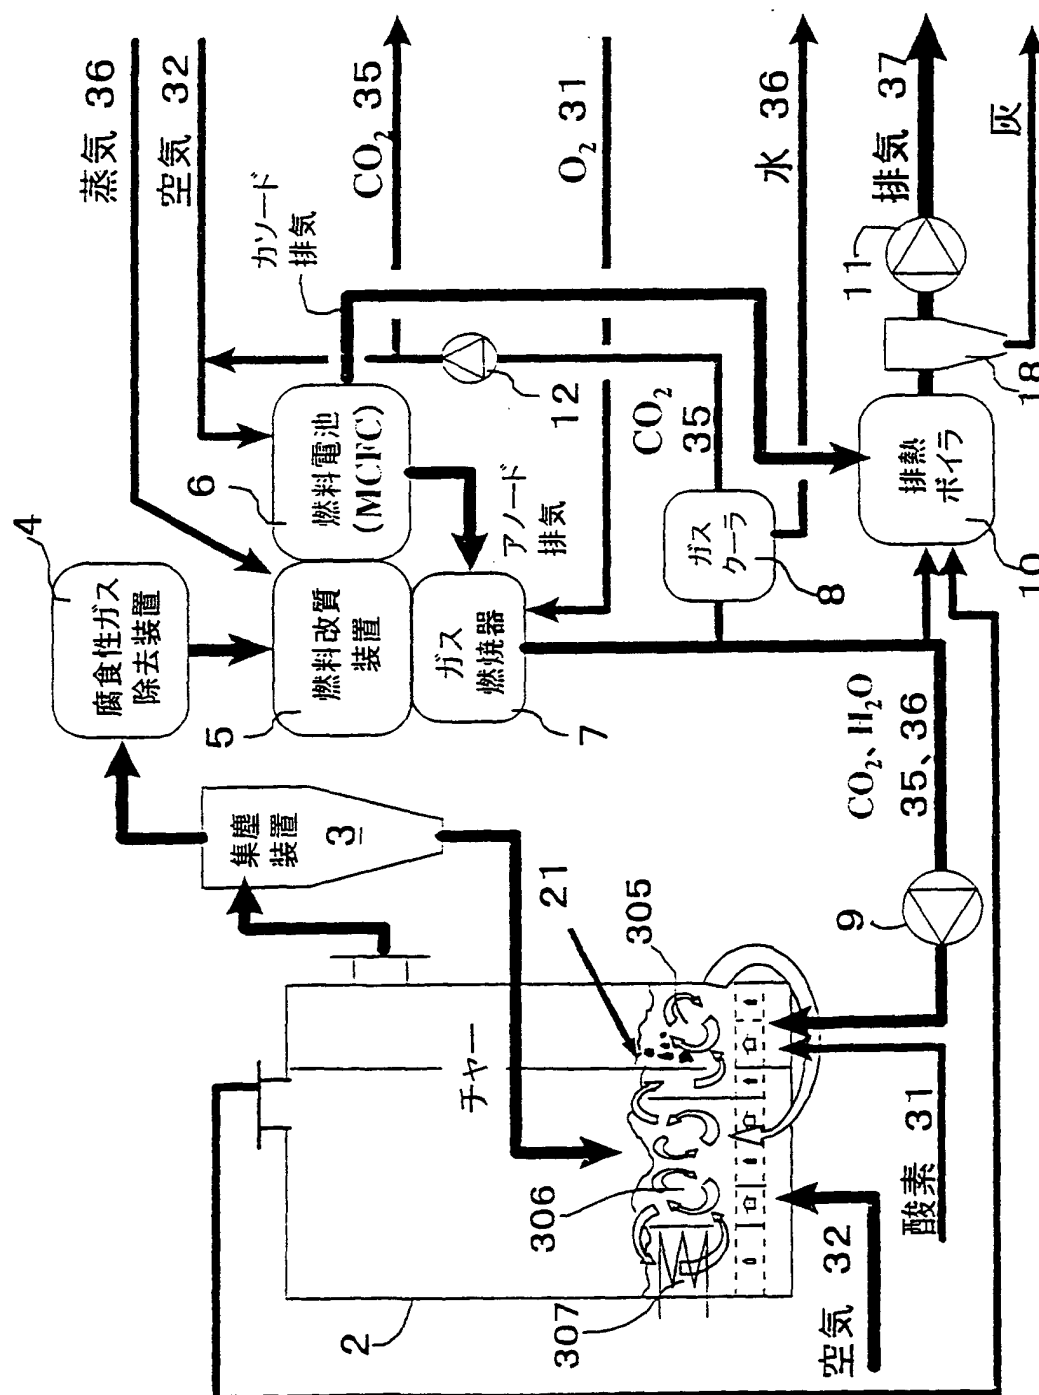 蒸気 36
空気 32
CO₂ 35
O₂ 31
水 36
排気 37
灰
カソード
排気
4
腐食性ガス
除去装置
6
燃料電池
(MCFC)
12
CO₂
35
11
18
5
燃料改質
装置
アノード
排気
7
ガス
燃焼器
ガス
クーラ
8
排熱
ボイラ
10
集塵
装置
3
CO₂、H₂O
35、36
9
21
305
チャー
306
307
2
空気 32
酸素 31